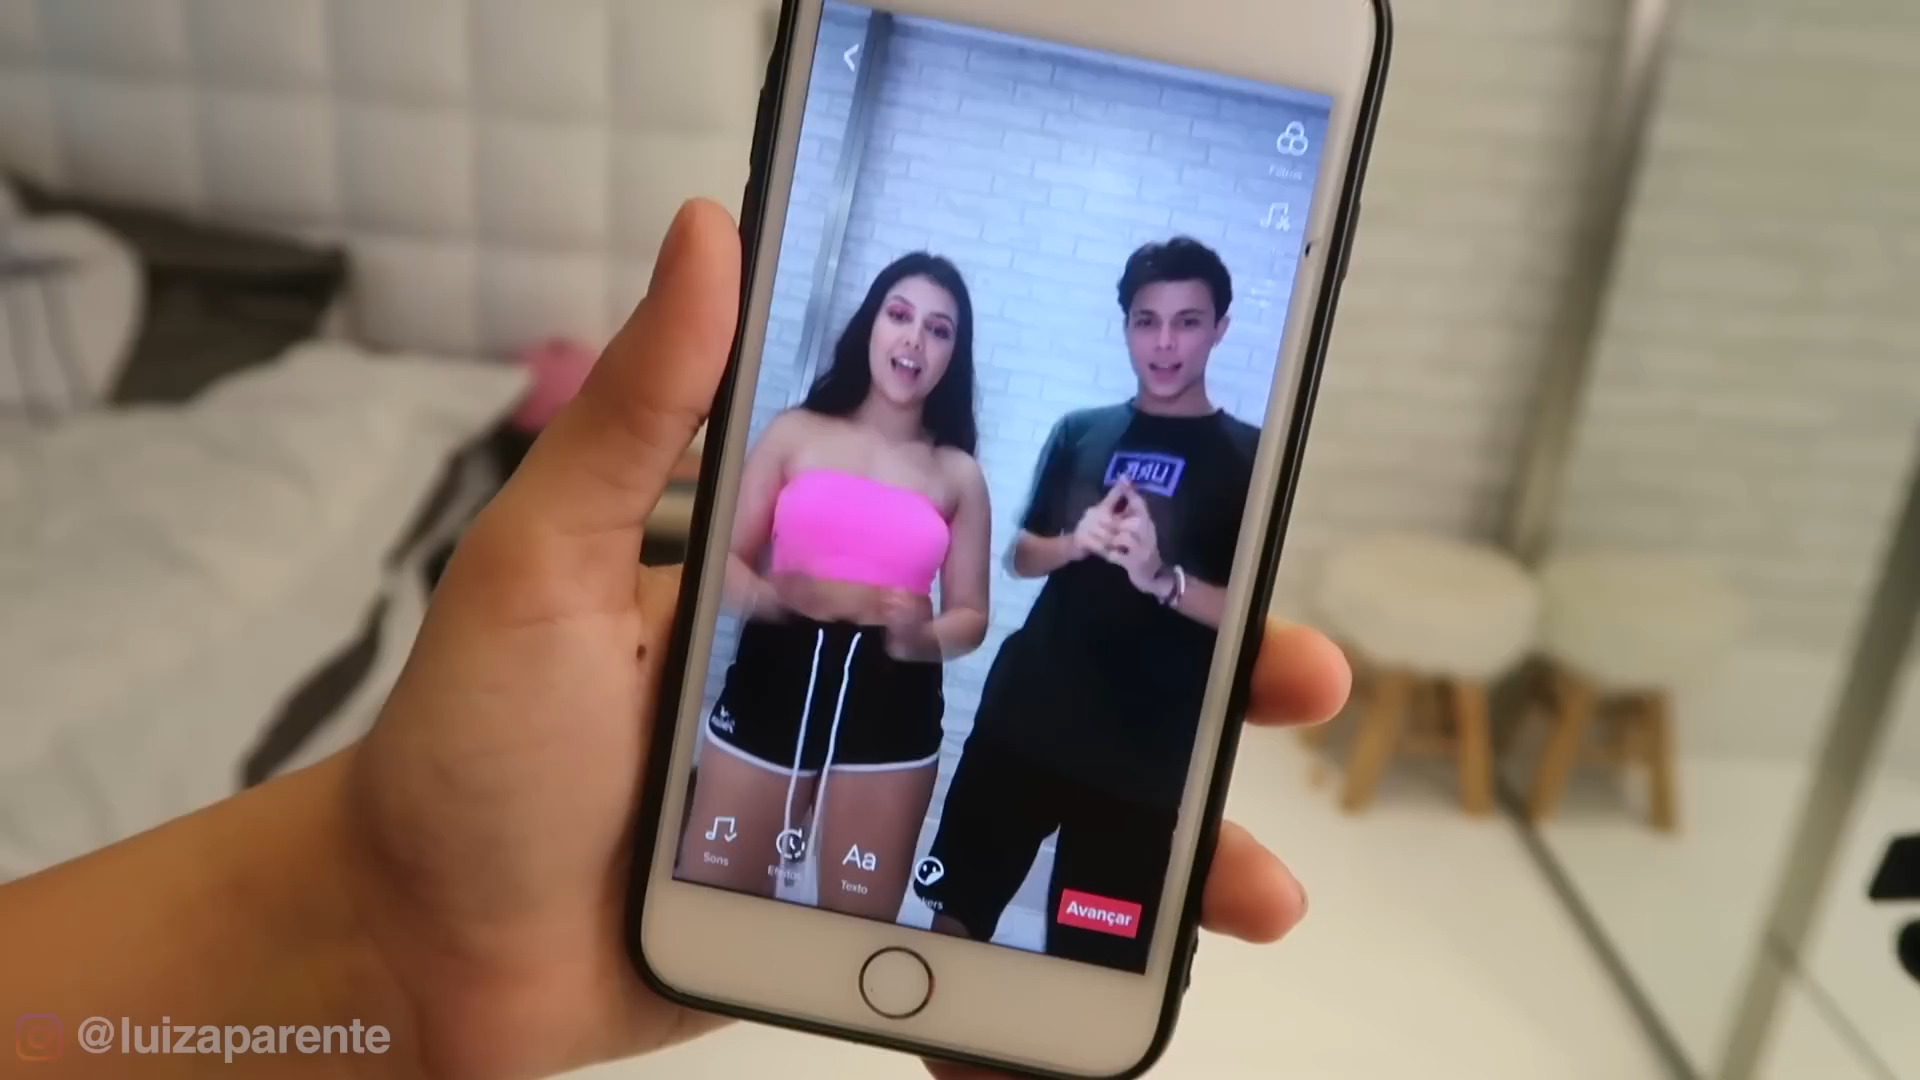 Filtros
Sons
Efeitos
Aa
Texto
Avançar
@luizaparente